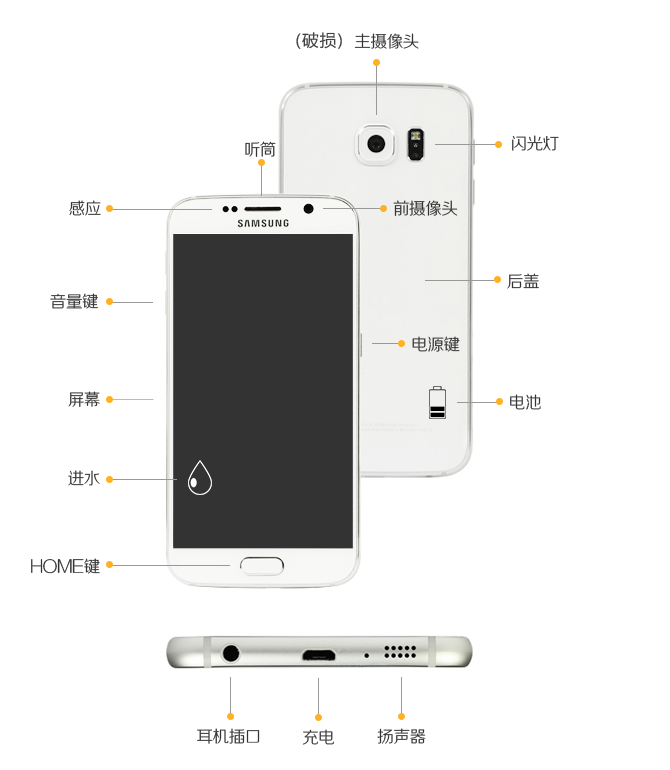 （破损） 主摄像头
闪光灯
听筒
感应
前摄像头
SAMSUNG
后盖
音量键
电源键
屏幕
电池
进水
HOME键
耳机插口
充电
扬声器